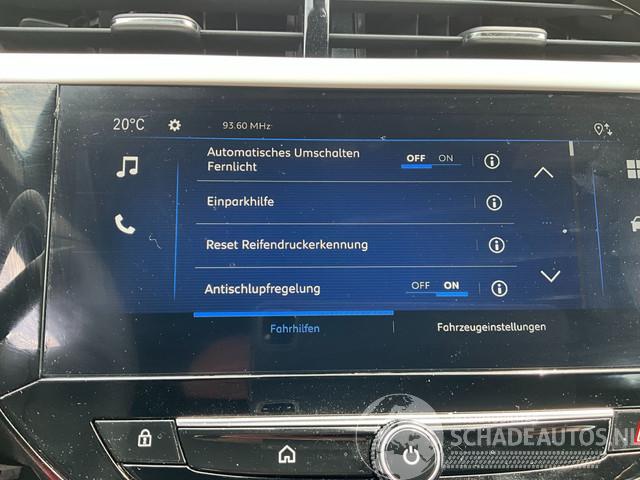 20°C
93.60 MHz
Automatisches Umschalten
Fernlicht
OFF ON
Einparkhilfe
Reset Reifendruckerkennung
Antischlupfregelung
OFF ON
Fahrhilfen
Fahrzeugeinstellungen
SCHADEAUTOS.NL